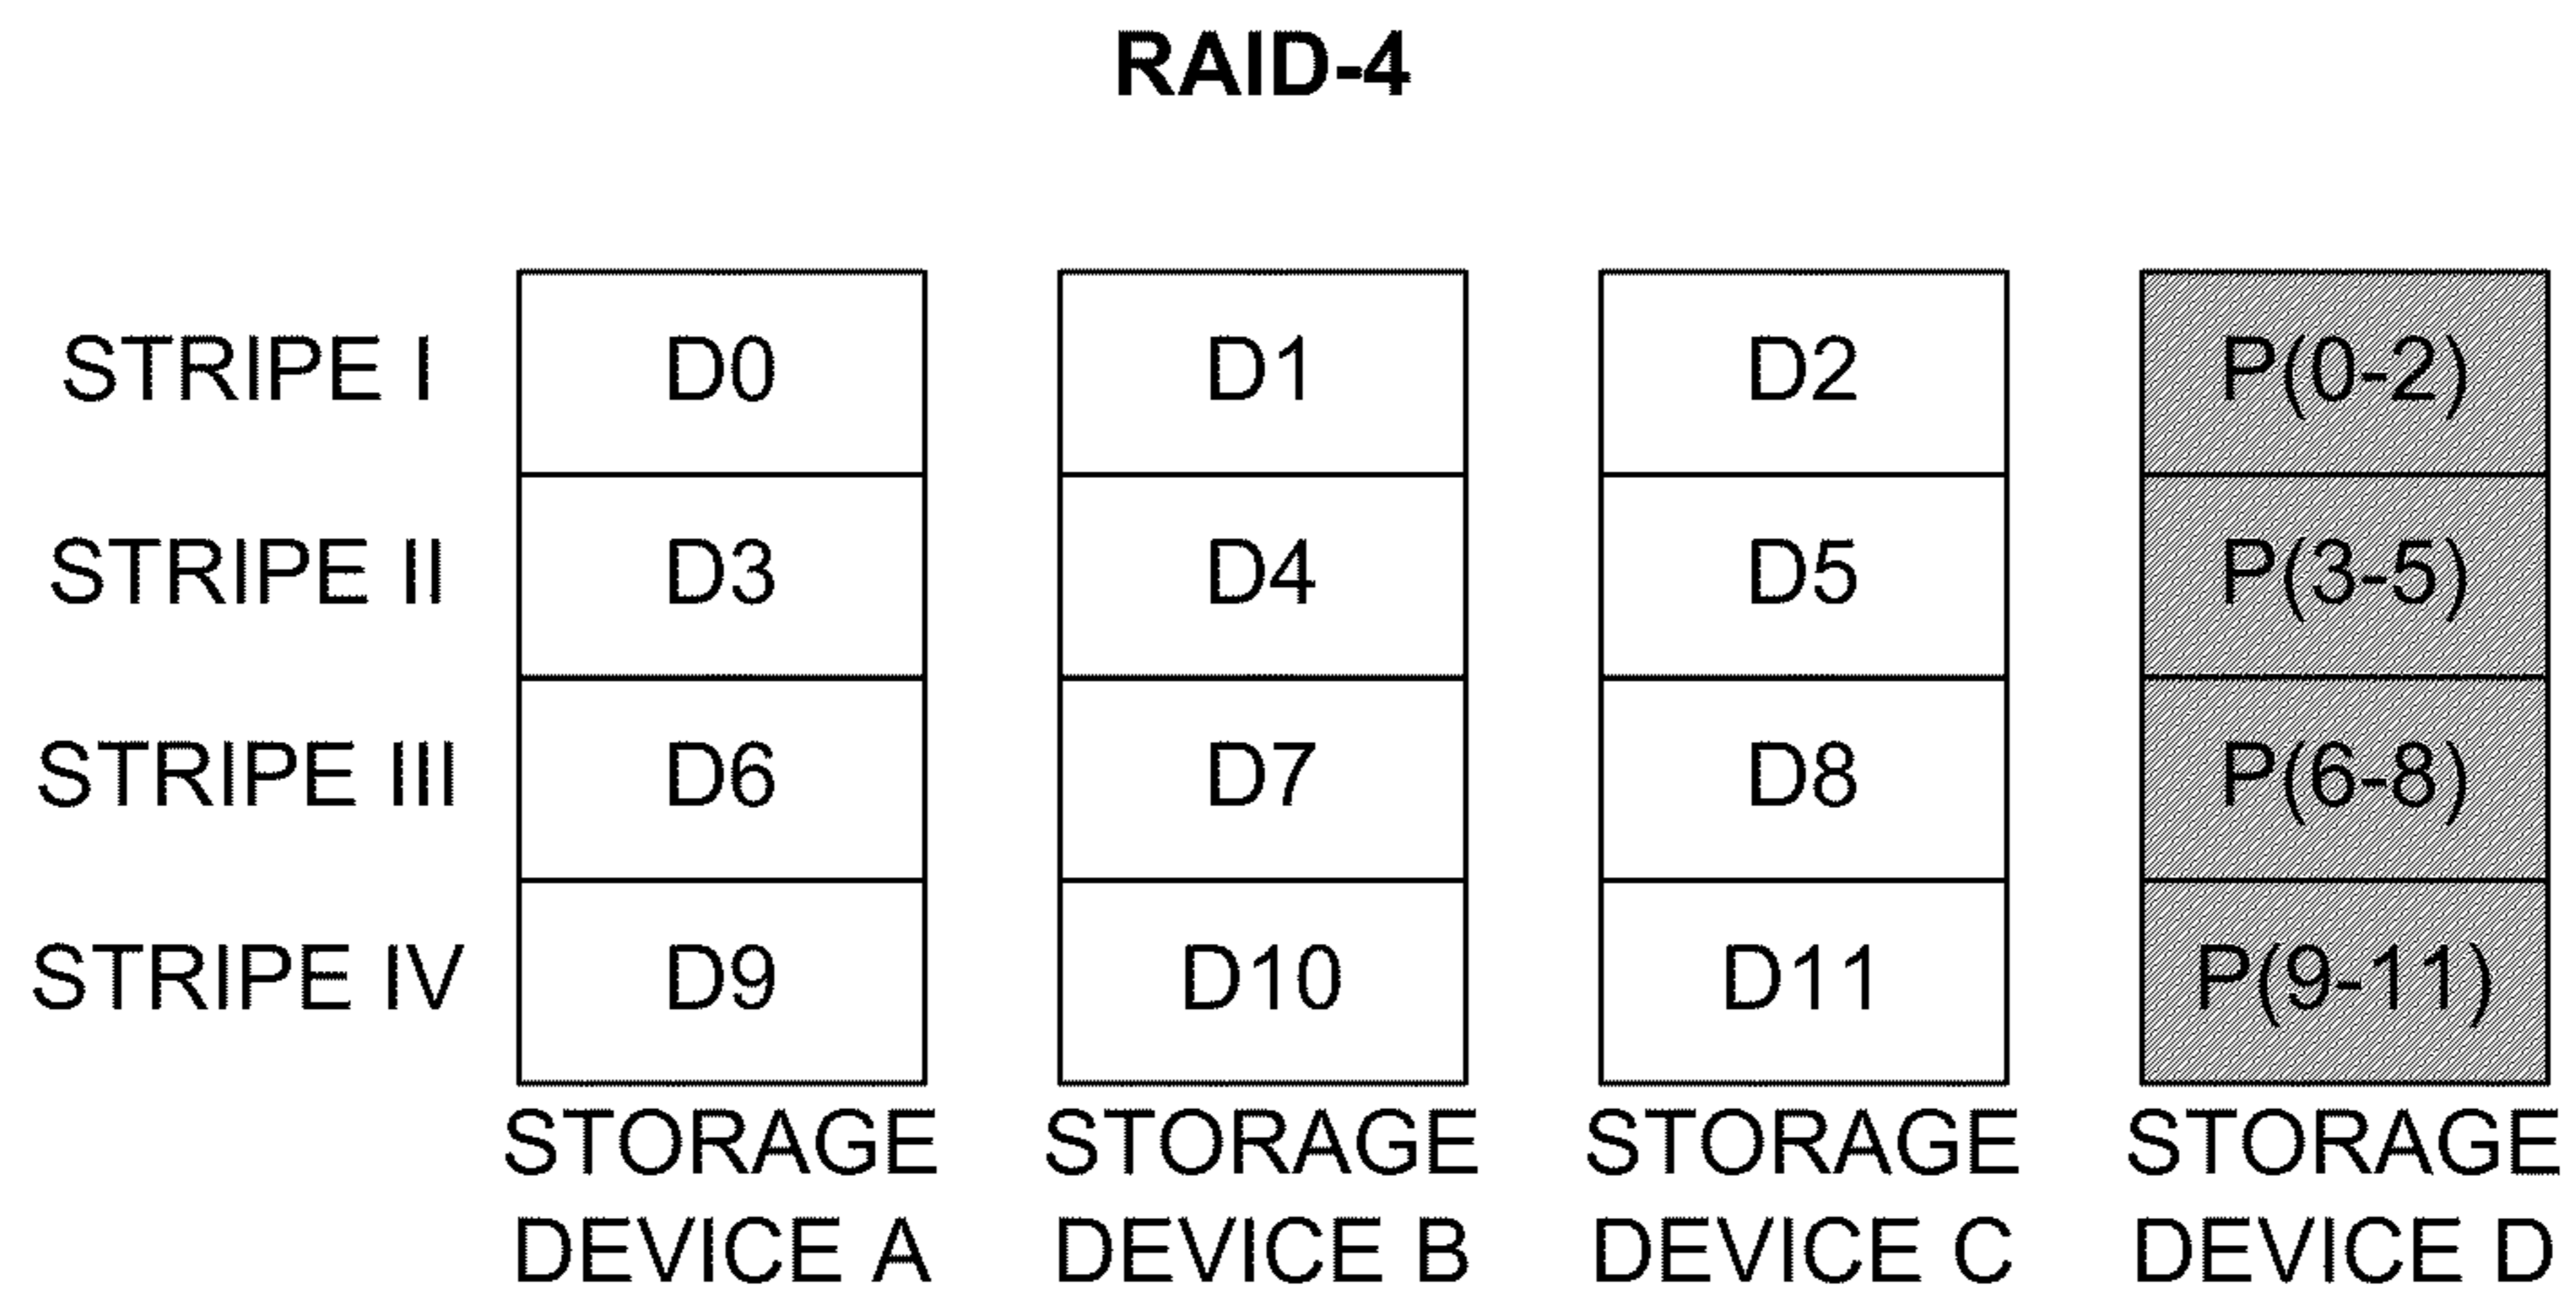 RAID-4
STRIPE I D0 D1 D2 P(0-2)
STRIPE II D3 D4 D5 P(3-5)
STRIPE III D6 D7 D8 P(6-8)
STRIPE IV D9 D10 D11 P(9-11)
STORAGE STORAGE STORAGE STORAGE
DEVICE A DEVICE B DEVICE C DEVICE D